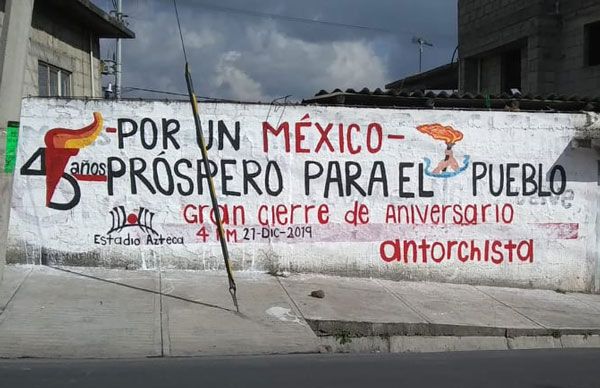 45 años
-POR UN MÉXICO-
PRÓSPERO PARA EL PUEBLO
GRan cierre de aniversario
Estadio Azteca
4 PM 21-DIC-2019
antorchista